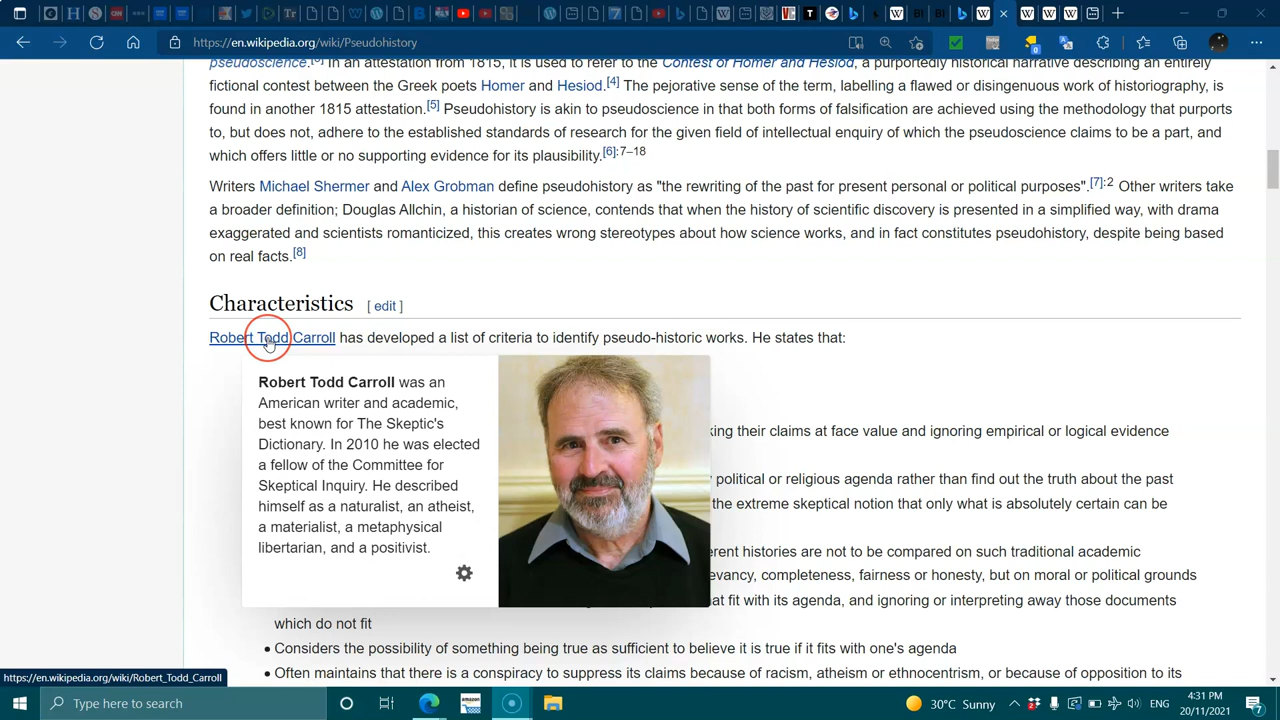 https://en.wikipedia.org/wiki/Pseudohistory
pseudoscience.[3] In an attestation from 1815, it is used to refer to the Contest of Homer and Hesiod, a purportedly historical narrative describing an entirely
fictional contest between the Greek poets Homer and Hesiod.[4] The pejorative sense of the term, labelling a flawed or disingenuous work of historiography, is
found in another 1815 attestation.[5] Pseudohistory is akin to pseudoscience in that both forms of falsification are achieved using the methodology that purports
to, but does not, adhere to the established standards of research for the given field of intellectual enquiry of which the pseudoscience claims to be a part, and
which offers little or no supporting evidence for its plausibility.[6]:7–18
Writers Michael Shermer and Alex Grobman define pseudohistory as "the rewriting of the past for present personal or political purposes".[7]:2 Other writers take
a broader definition; Douglas Allchin, a historian of science, contends that when the history of scientific discovery is presented in a simplified way, with drama
exaggerated and scientists romanticized, this creates wrong stereotypes about how science works, and in fact constitutes pseudohistory, despite being based
on real facts.[8]
Characteristics [ edit ]
Robert Todd Carroll has developed a list of criteria to identify pseudo-historic works. He states that:
Robert Todd Carroll was an
American writer and academic,
best known for The Skeptic's
Dictionary. In 2010 he was elected
a fellow of the Committee for
Skeptical Inquiry. He described
himself as a naturalist, an atheist,
a materialist, a metaphysical
libertarian, and a positivist.
king their claims at face value and ignoring empirical or logical evidence
political or religious agenda rather than find out the truth about the past
the extreme skeptical notion that only what is absolutely certain can be
erent histories are not to be compared on such traditional academic
evancy, completeness, fairness or honesty, but on moral or political grounds
at fit with its agenda, and ignoring or interpreting away those documents
which do not fit
• Considers the possibility of something being true as sufficient to believe it is true if it fits with one's agenda
• Often maintains that there is a conspiracy to suppress its claims because of racism, atheism or ethnocentrism, or because of opposition to its
https://en.wikipedia.org/wiki/Robert_Todd_Carroll
Type here to search
30°C Sunny
ENG
4:31 PM
20/11/2021